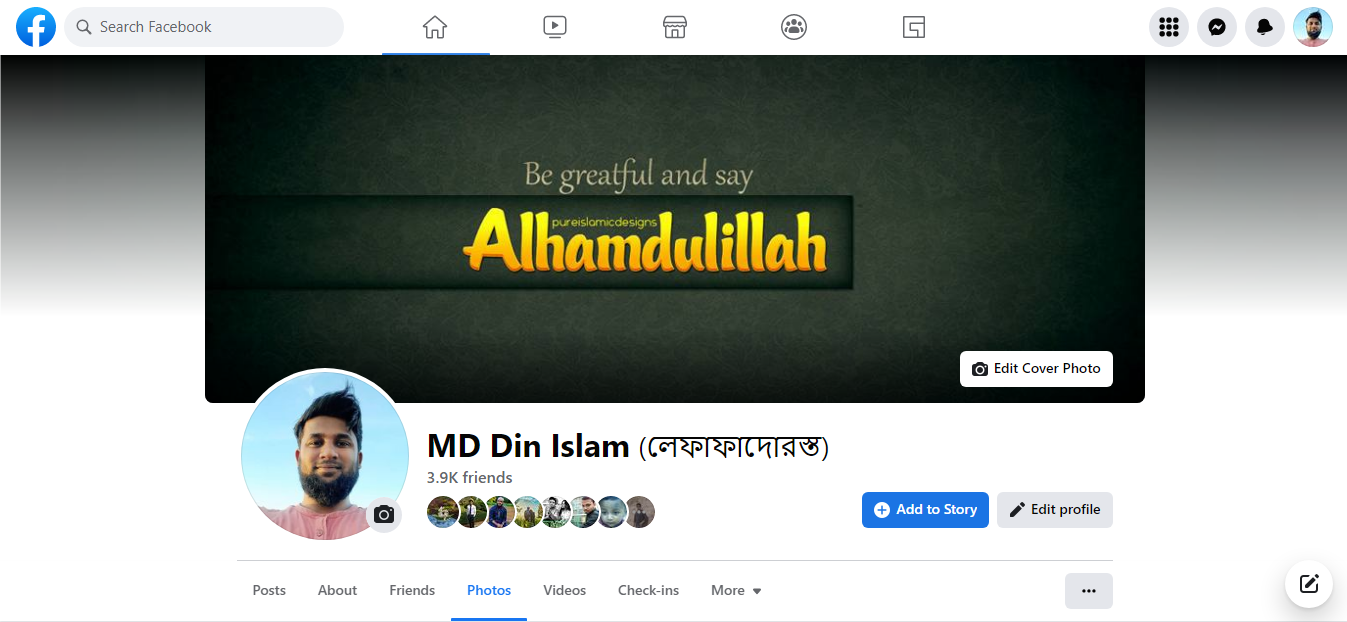 Search Facebook
Be greatful and say
pureislamicdesigns
Alhamdulillah
Edit Cover Photo
MD Din Islam (লেফাফাদোরস্ত)
3.9K friends
Add to Story
Edit profile
Posts About Friends Photos Videos Check-ins More